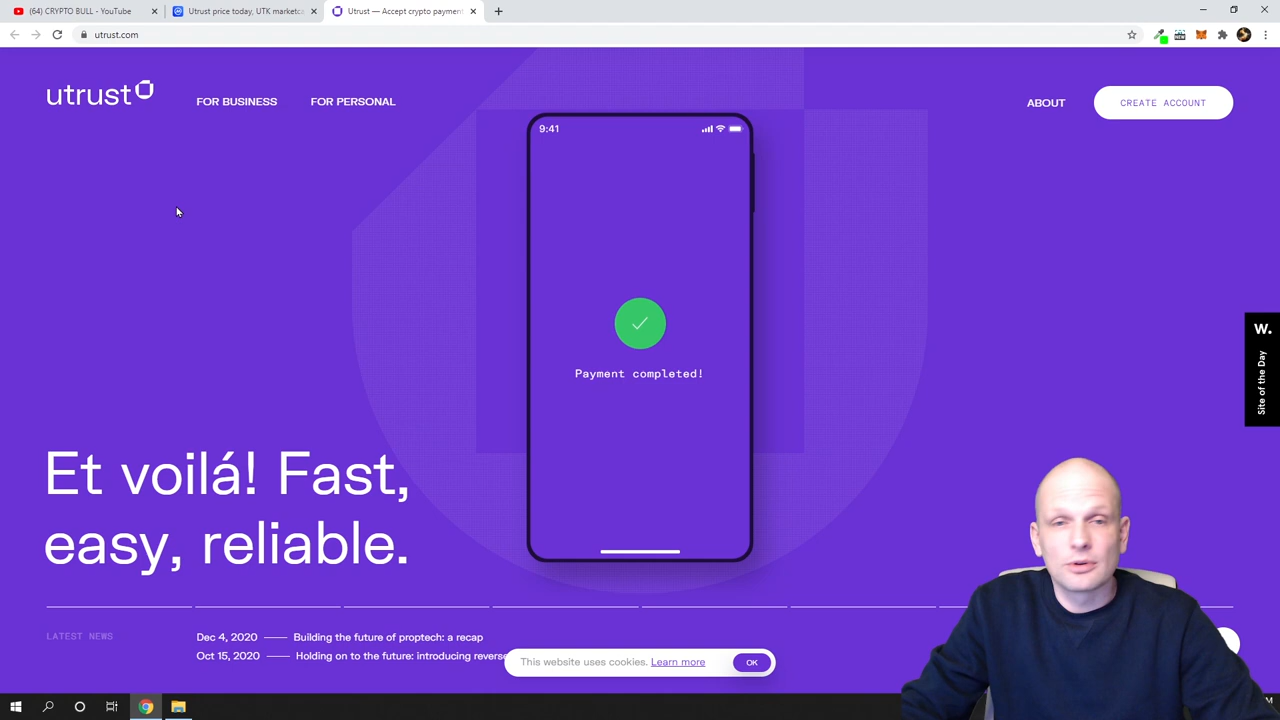 (64) CRYPTO BULL - YouTube
Utrust price today, UTK marketca
Utrust — Accept crypto payment
utrust.com
utrust
FOR BUSINESS
FOR PERSONAL
ABOUT
CREATE ACCOUNT
9:41
Payment completed!
W.
Site of the Day
Et voilá! Fast,
easy, reliable.
LATEST NEWS
Dec 4, 2020 —— Building the future of proptech: a recap
Oct 15, 2020 —— Holding on to the future: introducing reverse
This website uses cookies. Learn more
OK